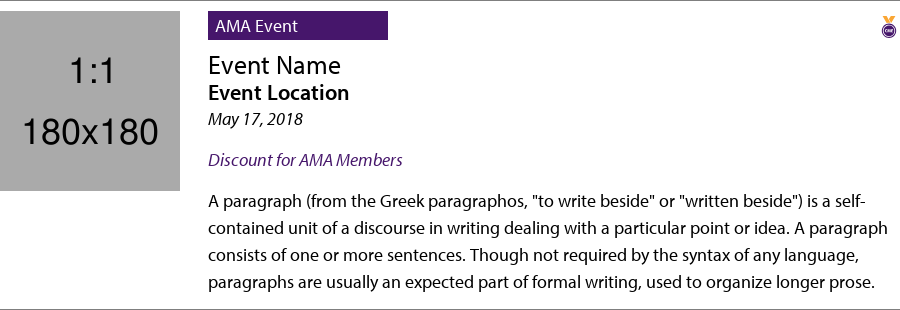 1:1
180x180
AMA Event
CME
Event Name
Event Location
May 17, 2018
Discount for AMA Members
A paragraph (from the Greek paragraphos, "to write beside" or "written beside") is a self-
contained unit of a discourse in writing dealing with a particular point or idea. A paragraph
consists of one or more sentences. Though not required by the syntax of any language,
paragraphs are usually an expected part of formal writing, used to organize longer prose.